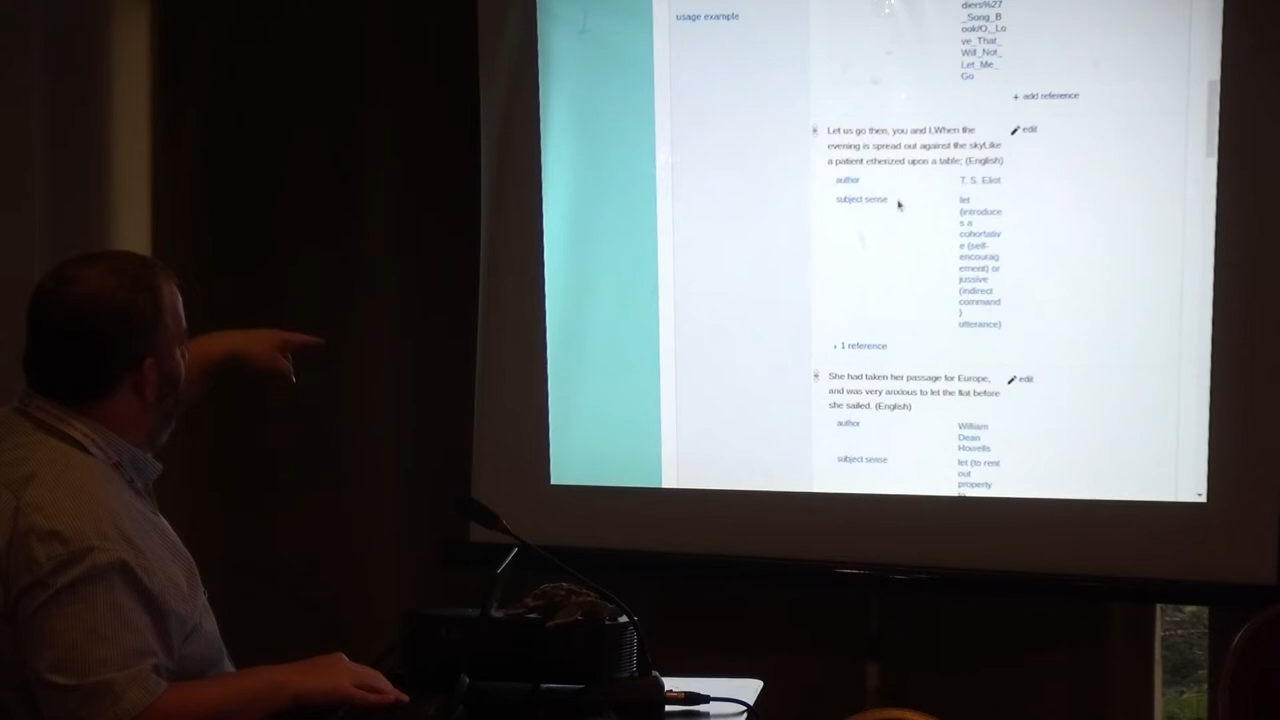 usage example
diers%27
_Song_B
ook/O,_Lo
ve_That_
Will_Not_
Let_Me_
Go
+ add reference
Let us go then, you and I,When the
evening is spread out against the skyLike
a patient etherized upon a table; (English)
edit
author
T. S. Eliot
subject sense
let
(introduce
s a
cohortativ
e (self-
encourag
ement) or
jussive
(indirect
command
)
utterance)
1 reference
She had taken her passage for Europe,
and was very anxious to let the flat before
she sailed. (English)
edit
author
William
Dean
Howells
subject sense
let (to rent
out
property